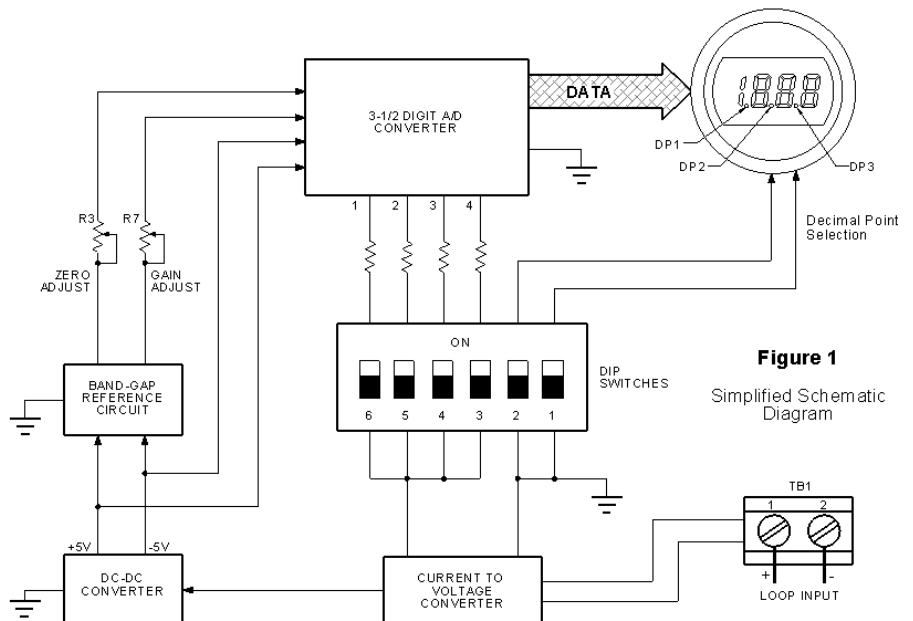 3-1/2 DIGIT A/D
CONVERTER
DATA
1.8.8.8
DP1
DP2
DP3
1 2 3 4
R3
R7
ZERO
ADJUST
GAIN
ADJUST
Decimal Point
Selection
ON
DIP
SWITCHES
6 5 4 3 2 1
Figure 1
Simplified Schematic
Diagram
BAND-GAP
REFERENCE
CIRCUIT
+5V
-5V
DC-DC
CONVERTER
CURRENT TO
VOLTAGE
CONVERTER
TB1
1 2
+ -
LOOP INPUT